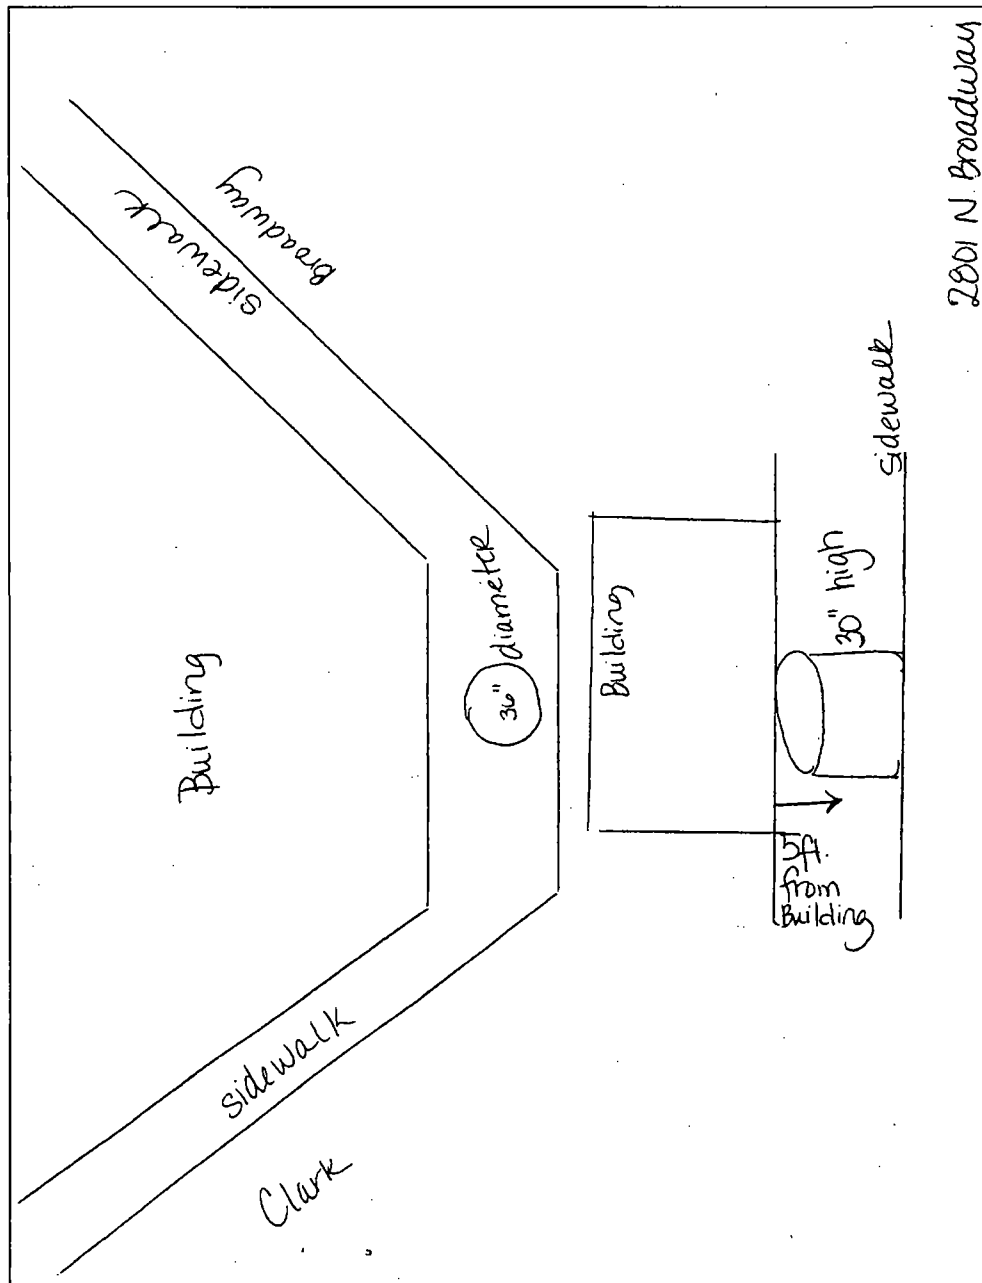 Building
sidewalk
sidewalk
Broadway
Clark
36" diameter
Building
5ft.
from
Building
30" high
sidewalk
2801 N. Broadway